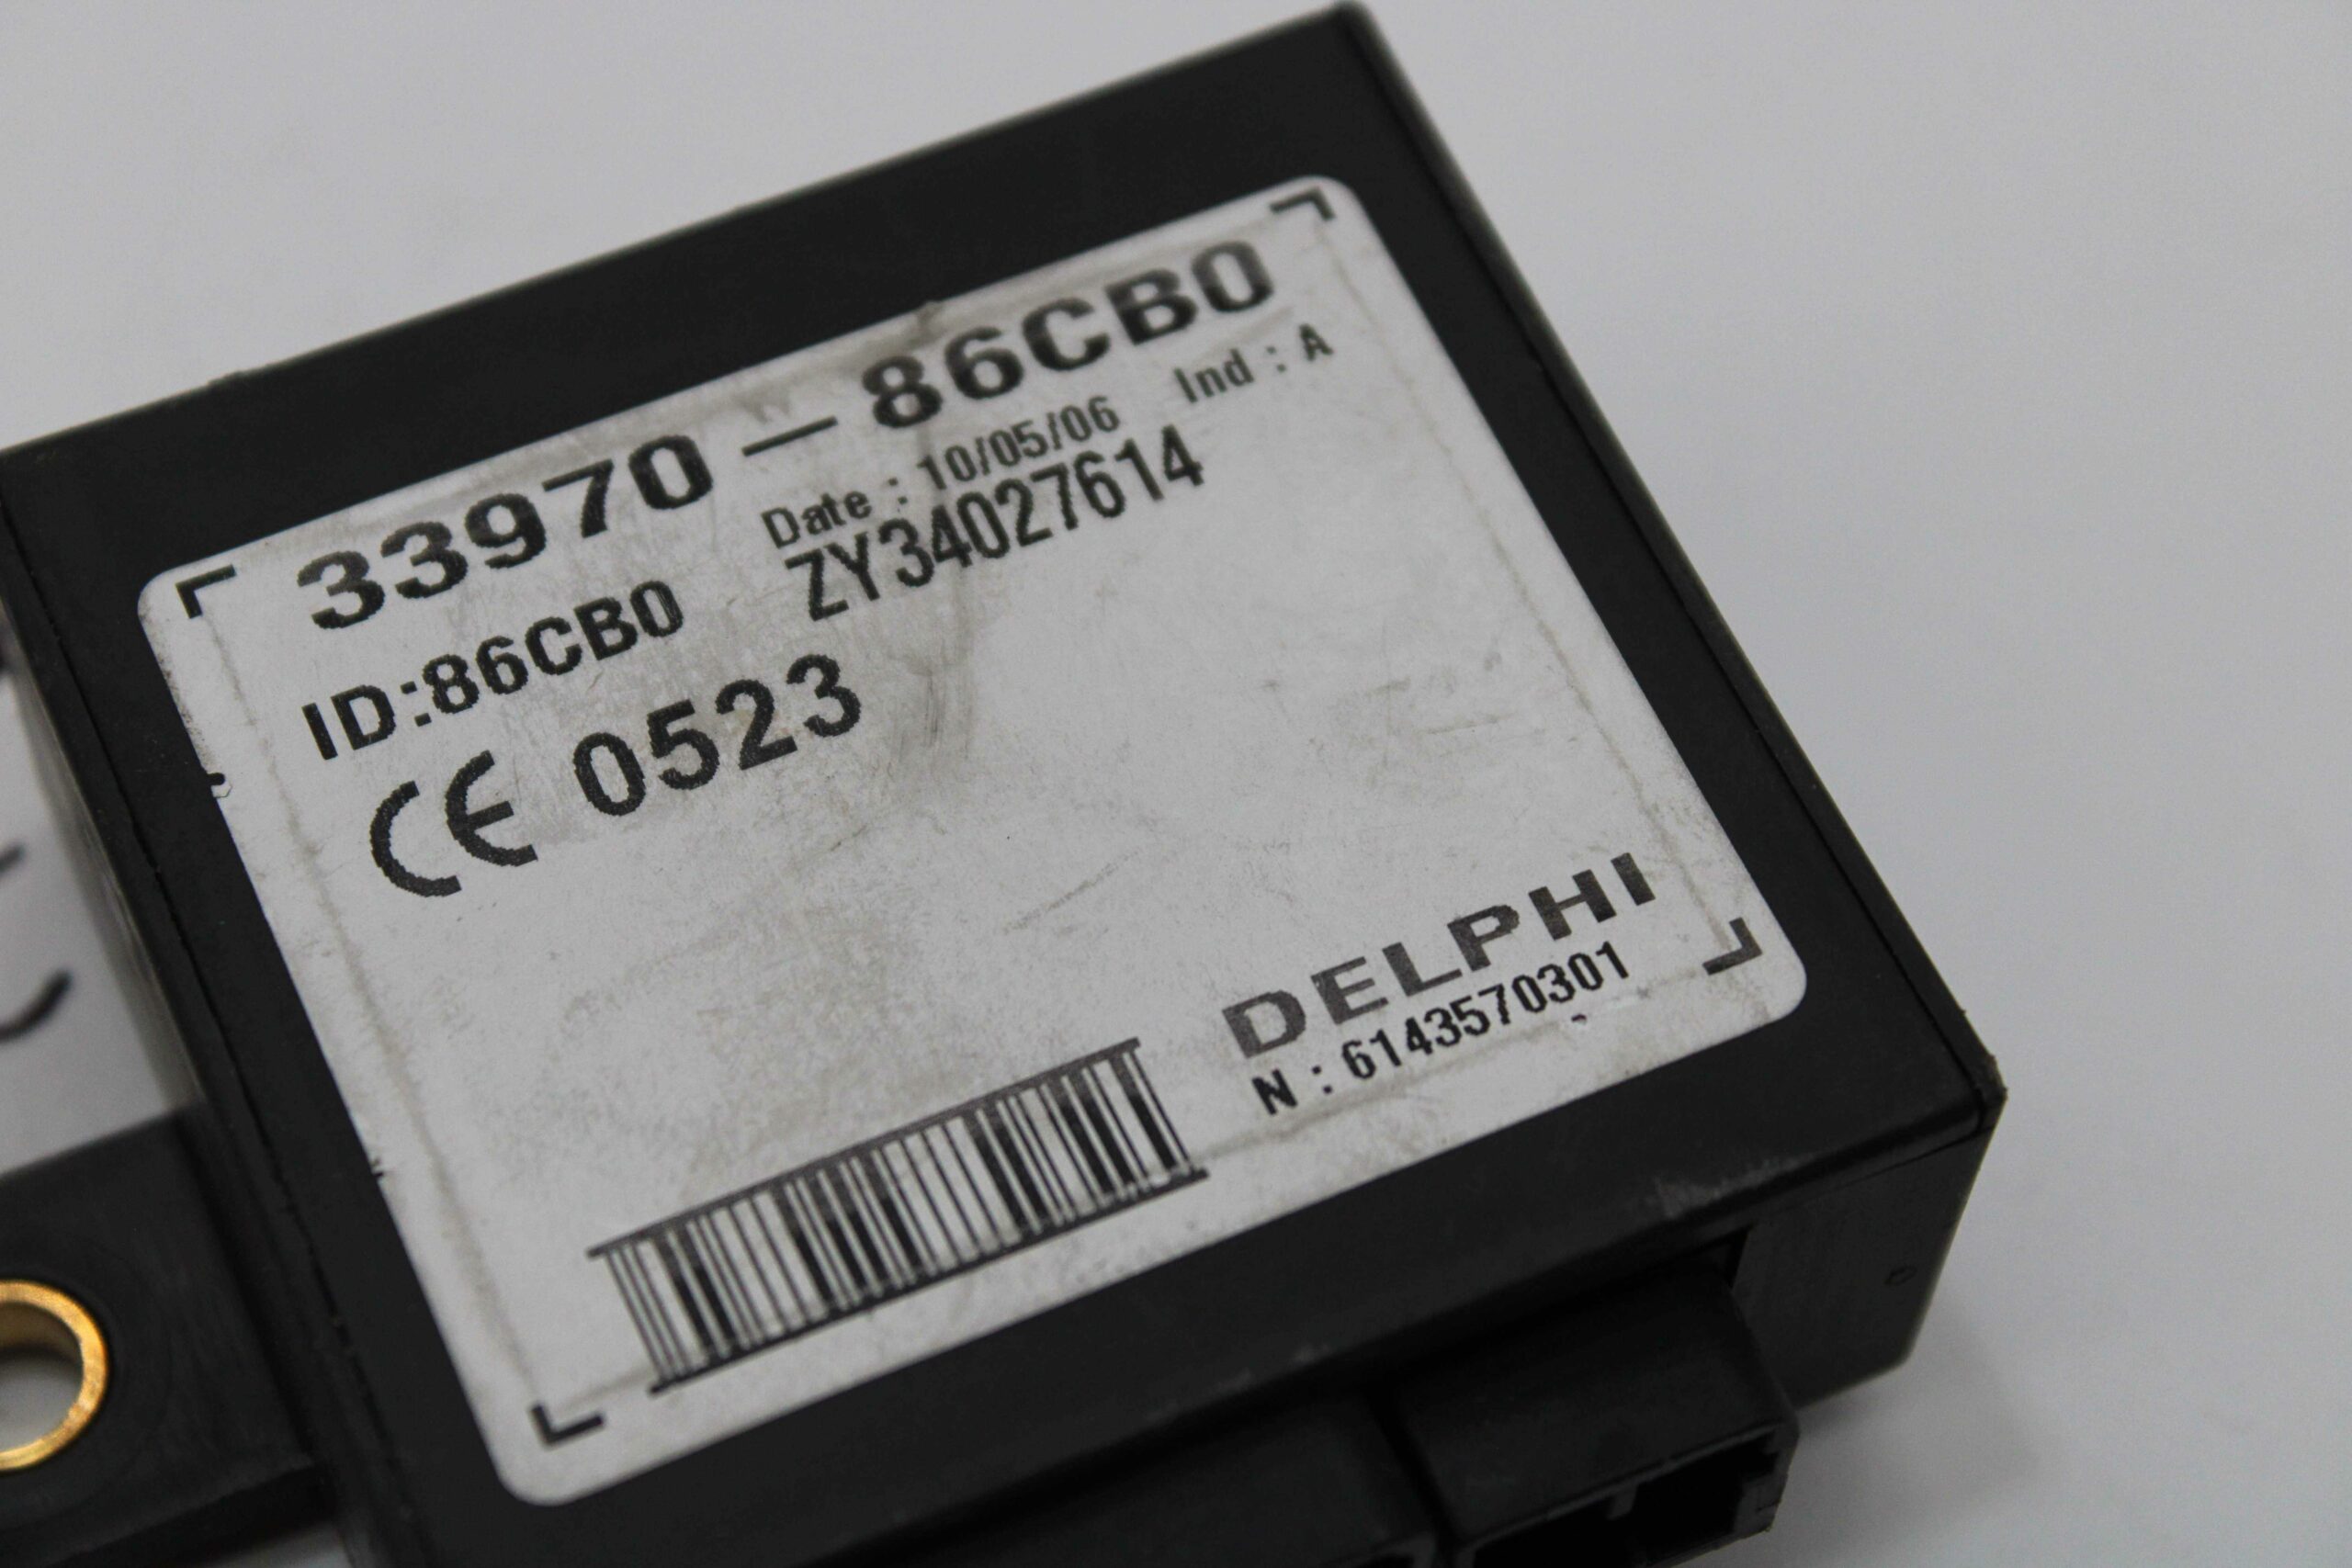 33970-86CB0
Date : 10/05/06 Ind : A
ID:86CB0 ZY34027614
CE 0523
DELPHI
N : 6143570301